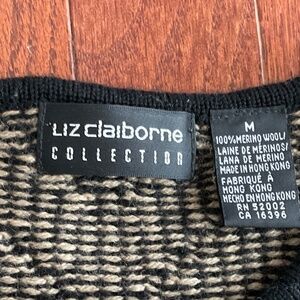 LIZ claiborne
COLLECTION
M
100% MERINO WOOL/
LAINE DE MÉRINOS/
LANA DE MERINO
MADE IN HONG KONG
FABRIQUÉ À
HONG KONG
HECHO EN HONG KONG
RN 52002
CA 16396